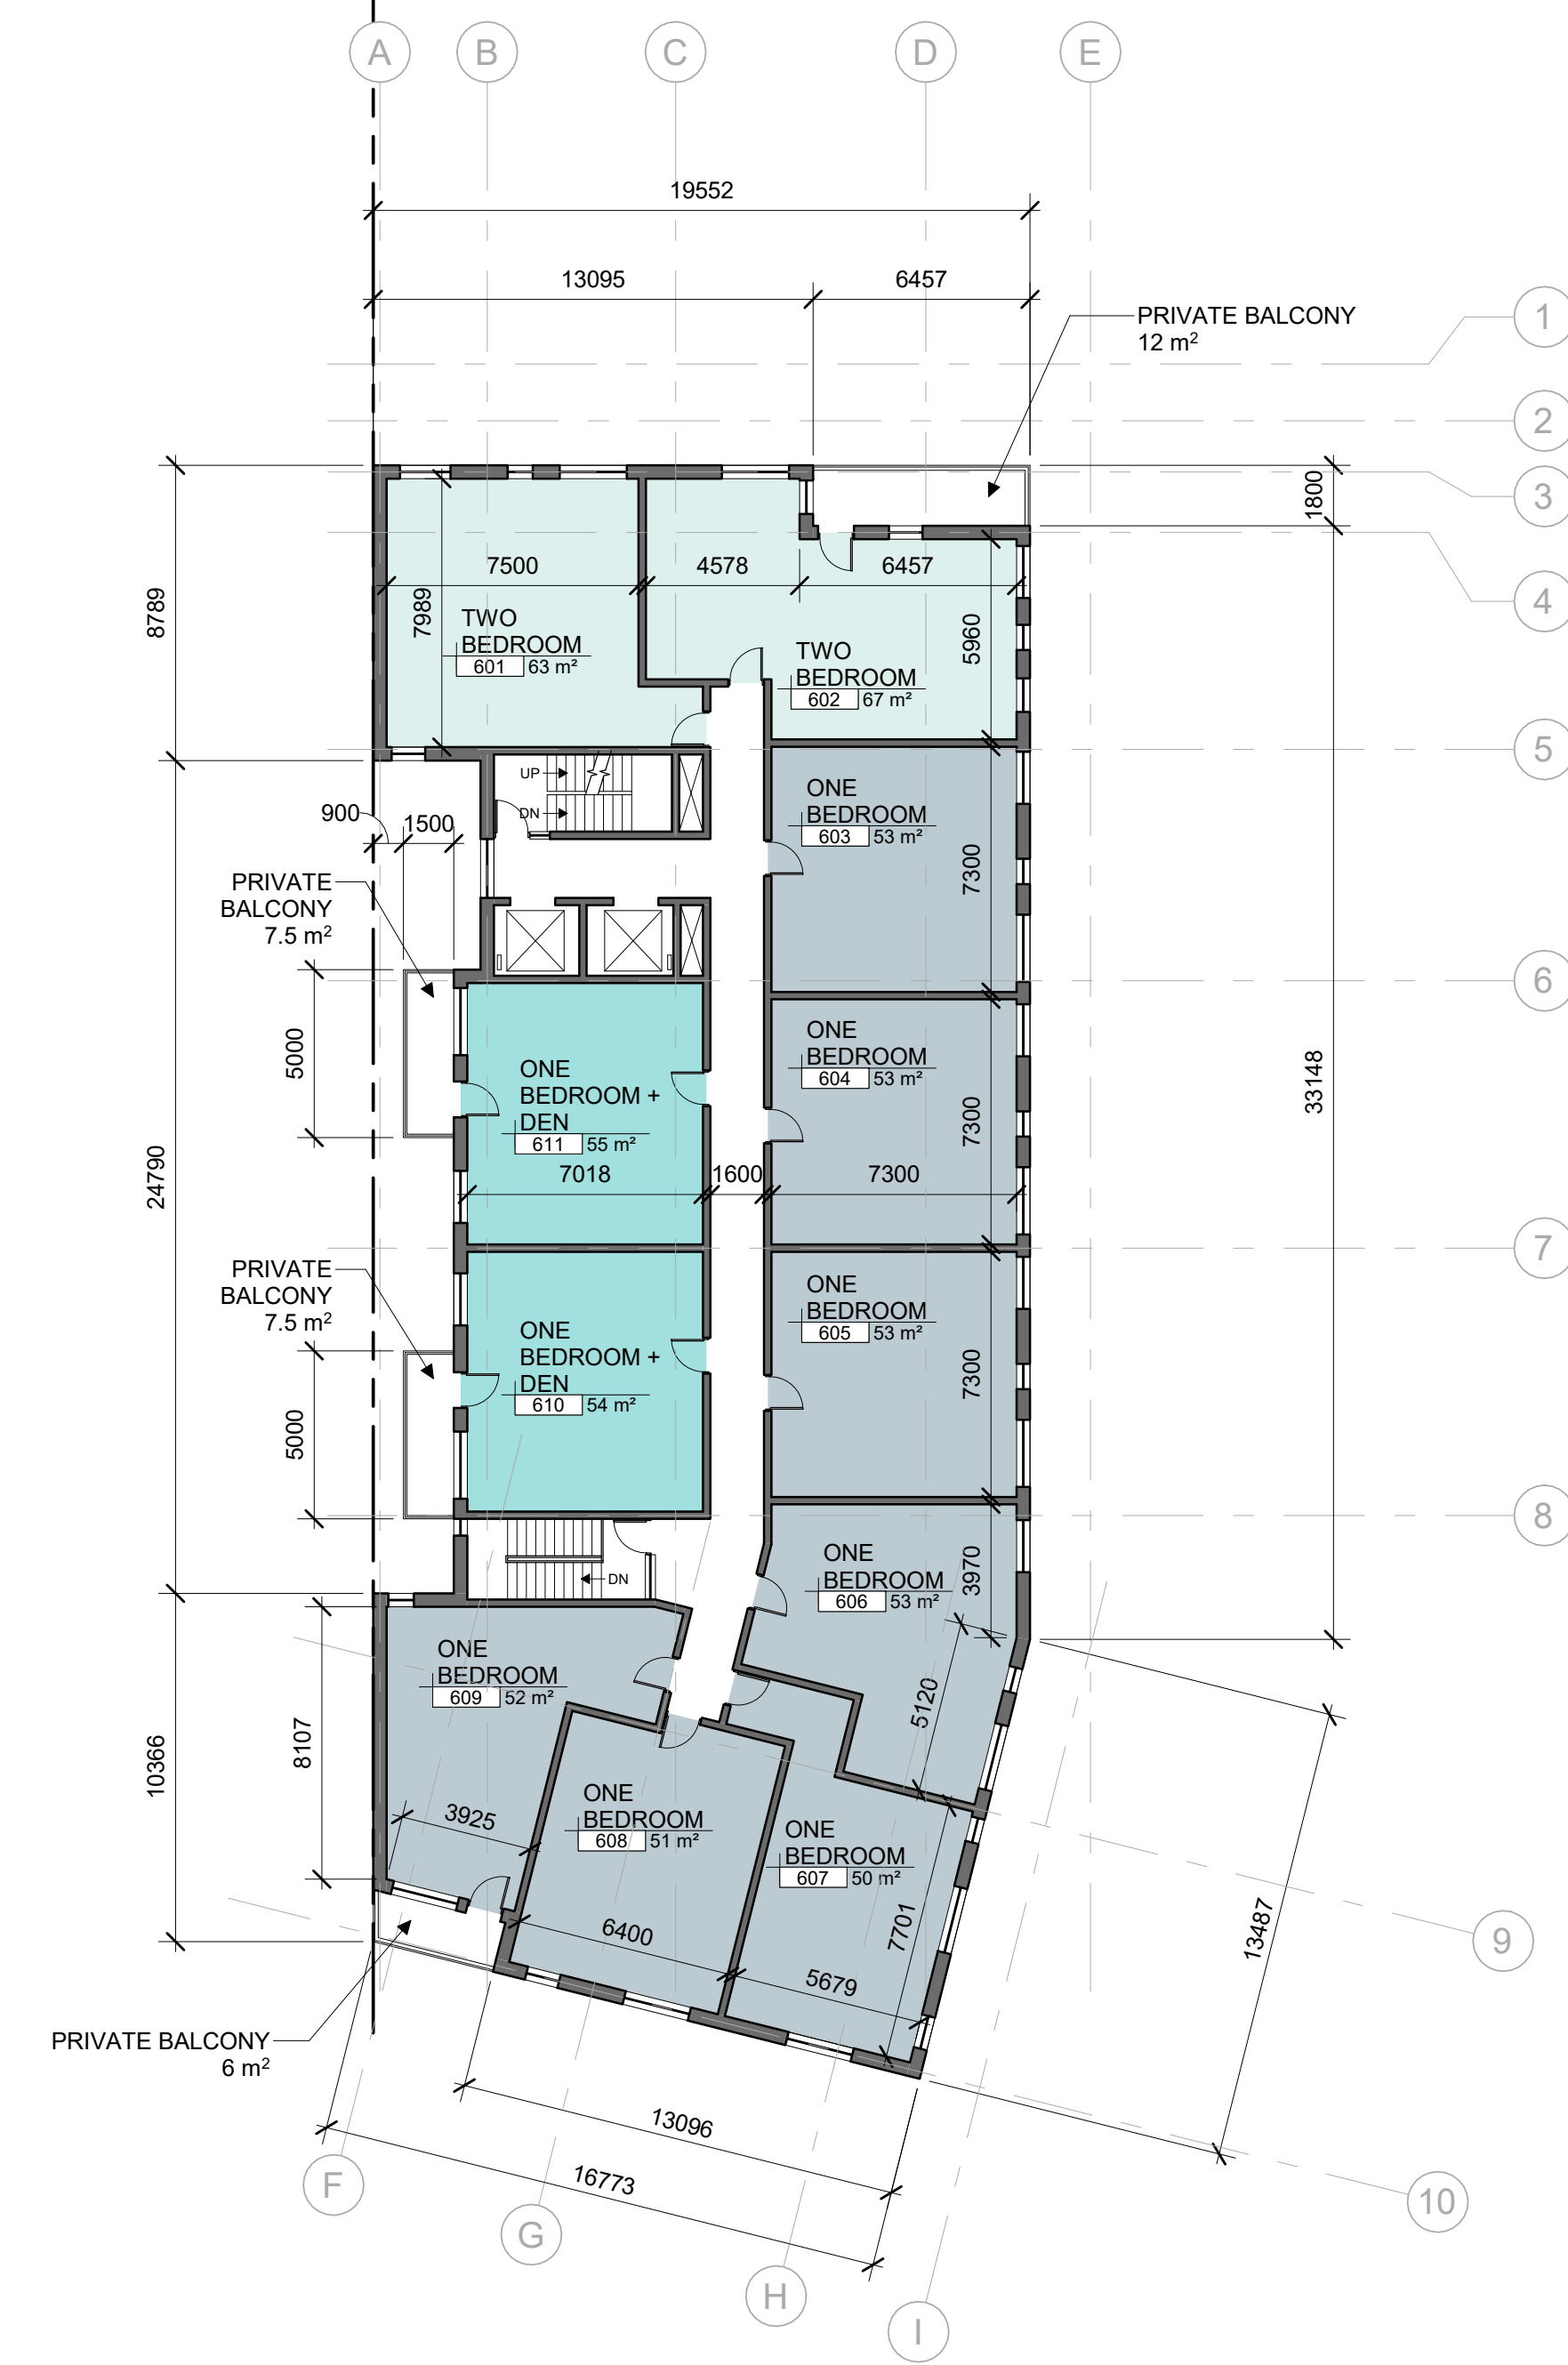 A B C D E
19552
13095 6457
PRIVATE BALCONY
12 m²
1
2
3
4
5
6
7
8
9
10
8789
1800
7500 4578 6457
7989
5960
TWO
BEDROOM
601 63 m²
TWO
BEDROOM
602 67 m²
UP
DN
900 1500
ONE
BEDROOM
603 53 m²
7300
PRIVATE
BALCONY
7.5 m²
5000
ONE
BEDROOM
604 53 m²
7300
33148
ONE
BEDROOM +
DEN
611 55 m²
7018 1600 7300
24790
PRIVATE
BALCONY
7.5 m²
5000
ONE
BEDROOM
605 53 m²
7300
ONE
BEDROOM +
DEN
610 54 m²
DN
ONE
BEDROOM
606 53 m²
3970
5120
ONE
BEDROOM
609 52 m²
10366
8107
3925
ONE
BEDROOM
608 51 m²
6400
ONE
BEDROOM
607 50 m²
7701
5679
13487
PRIVATE BALCONY
6 m²
13096
16773
F
G
H
I